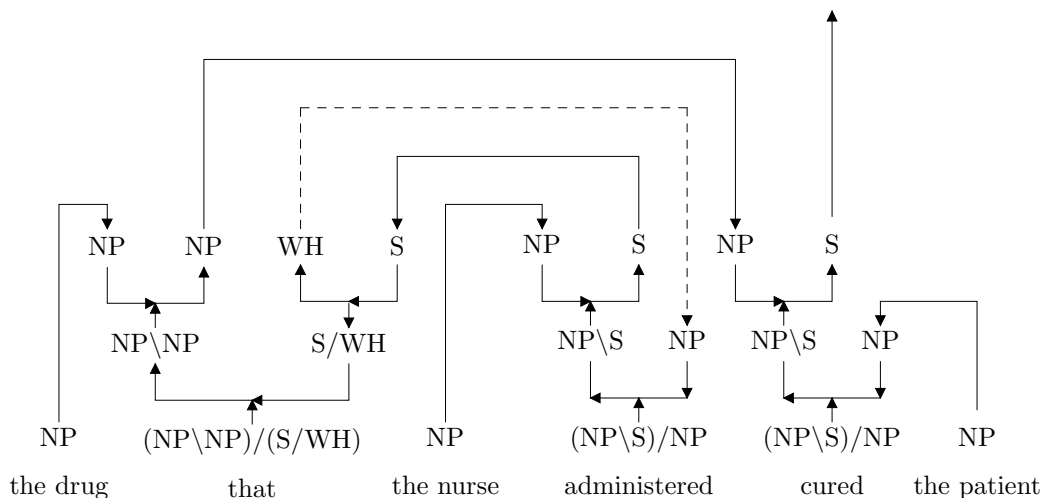 NP NP WH S NP S NP S
NP\NP S/WH NP\S NP NP\S NP
NP (NP\NP)/(S/WH) NP (NP\S)/NP (NP\S)/NP NP
the drug that the nurse administered cured the patient